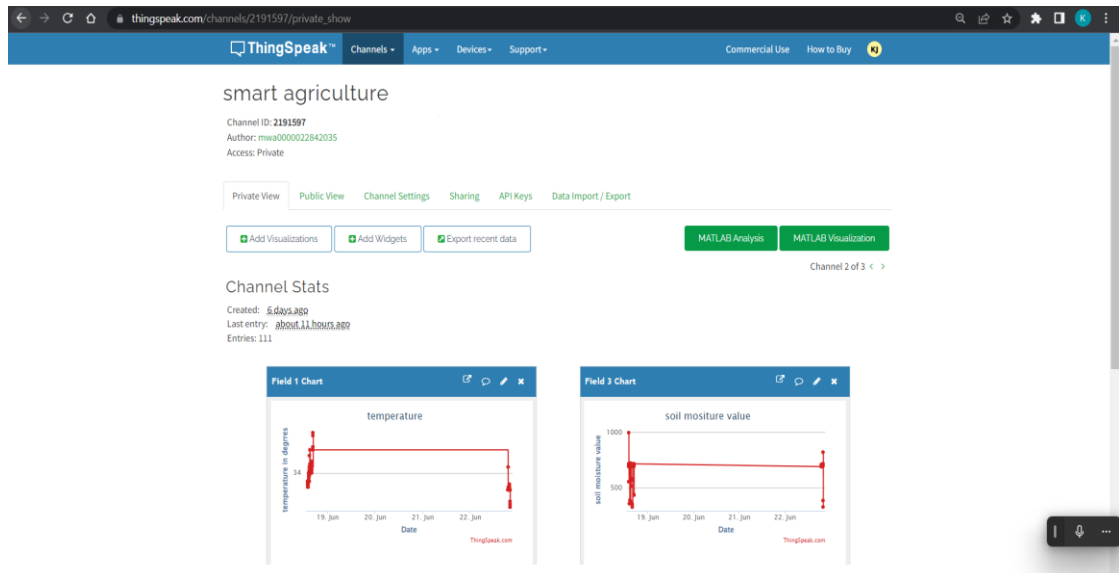 thingspeak.com/channels/2191597/private_show
K
ThingSpeak™ Channels Apps Devices Support Commercial Use How to Buy KJ
smart agriculture
Channel ID: 2191597
Author: mwa0000022842035
Access: Private
Private View Public View Channel Settings Sharing API Keys Data Import / Export
Add Visualizations Add Widgets Export recent data MATLAB Analysis MATLAB Visualization
Channel 2 of 3 < >
Channel Stats
Created: 6 days ago
Last entry: about 11 hours ago
Entries: 111
Field 1 Chart
temperature
temperature in degrres
34
19. Jun 20. Jun 21. Jun 22. Jun
Date
ThingSpeak.com
Field 3 Chart
soil mositure value
soil moisture value
1000
500
19. Jun 20. Jun 21. Jun 22. Jun
Date
ThingSpeak.com